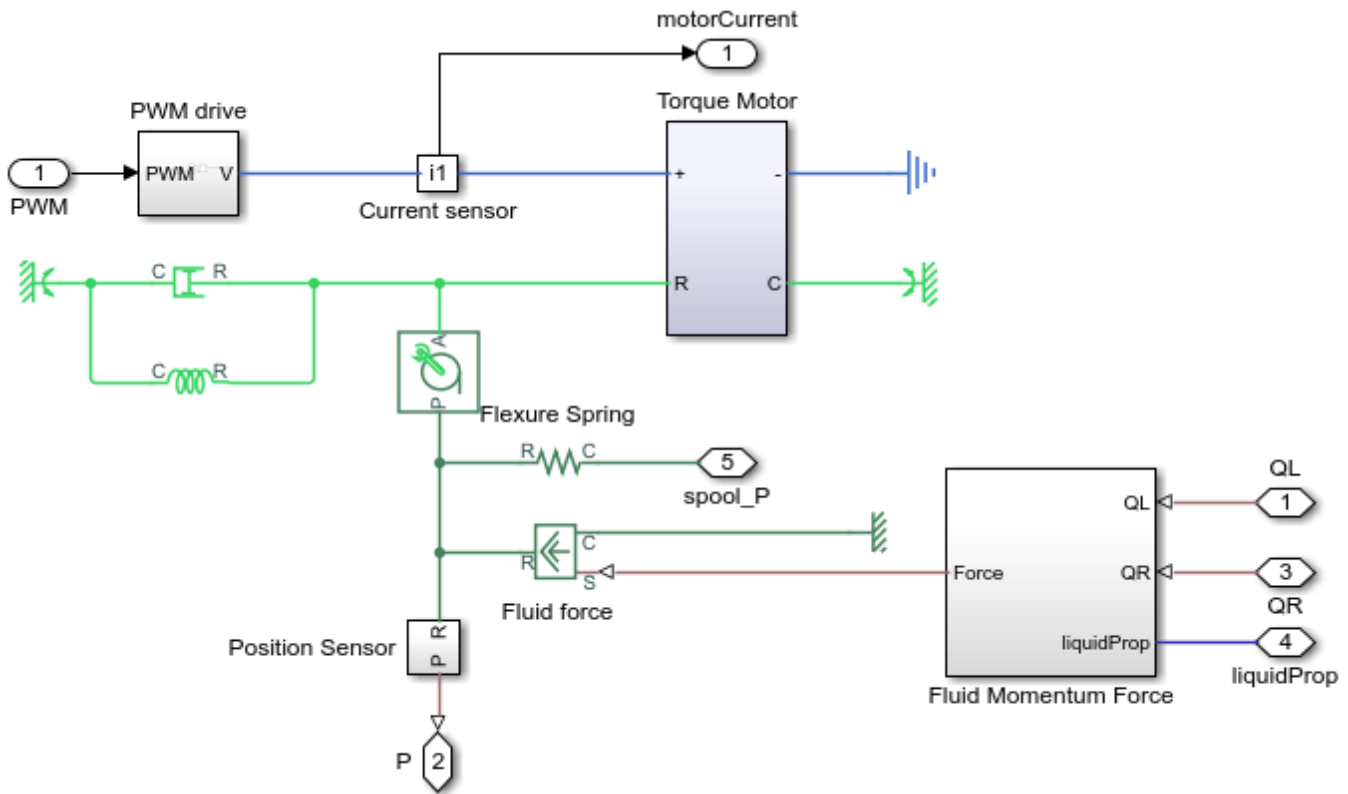 motorCurrent
1
PWM drive
Torque Motor
1
PWM
PWM V
i1
Current sensor
+ -
C R
R C
C R
A
P
Flexure Spring
R C
5
spool_P
QL
QL
1
C
R
S
Force
QR
3
Fluid force
QR
Position Sensor
R
P
liquidProp
4
liquidProp
Fluid Momentum Force
P
2